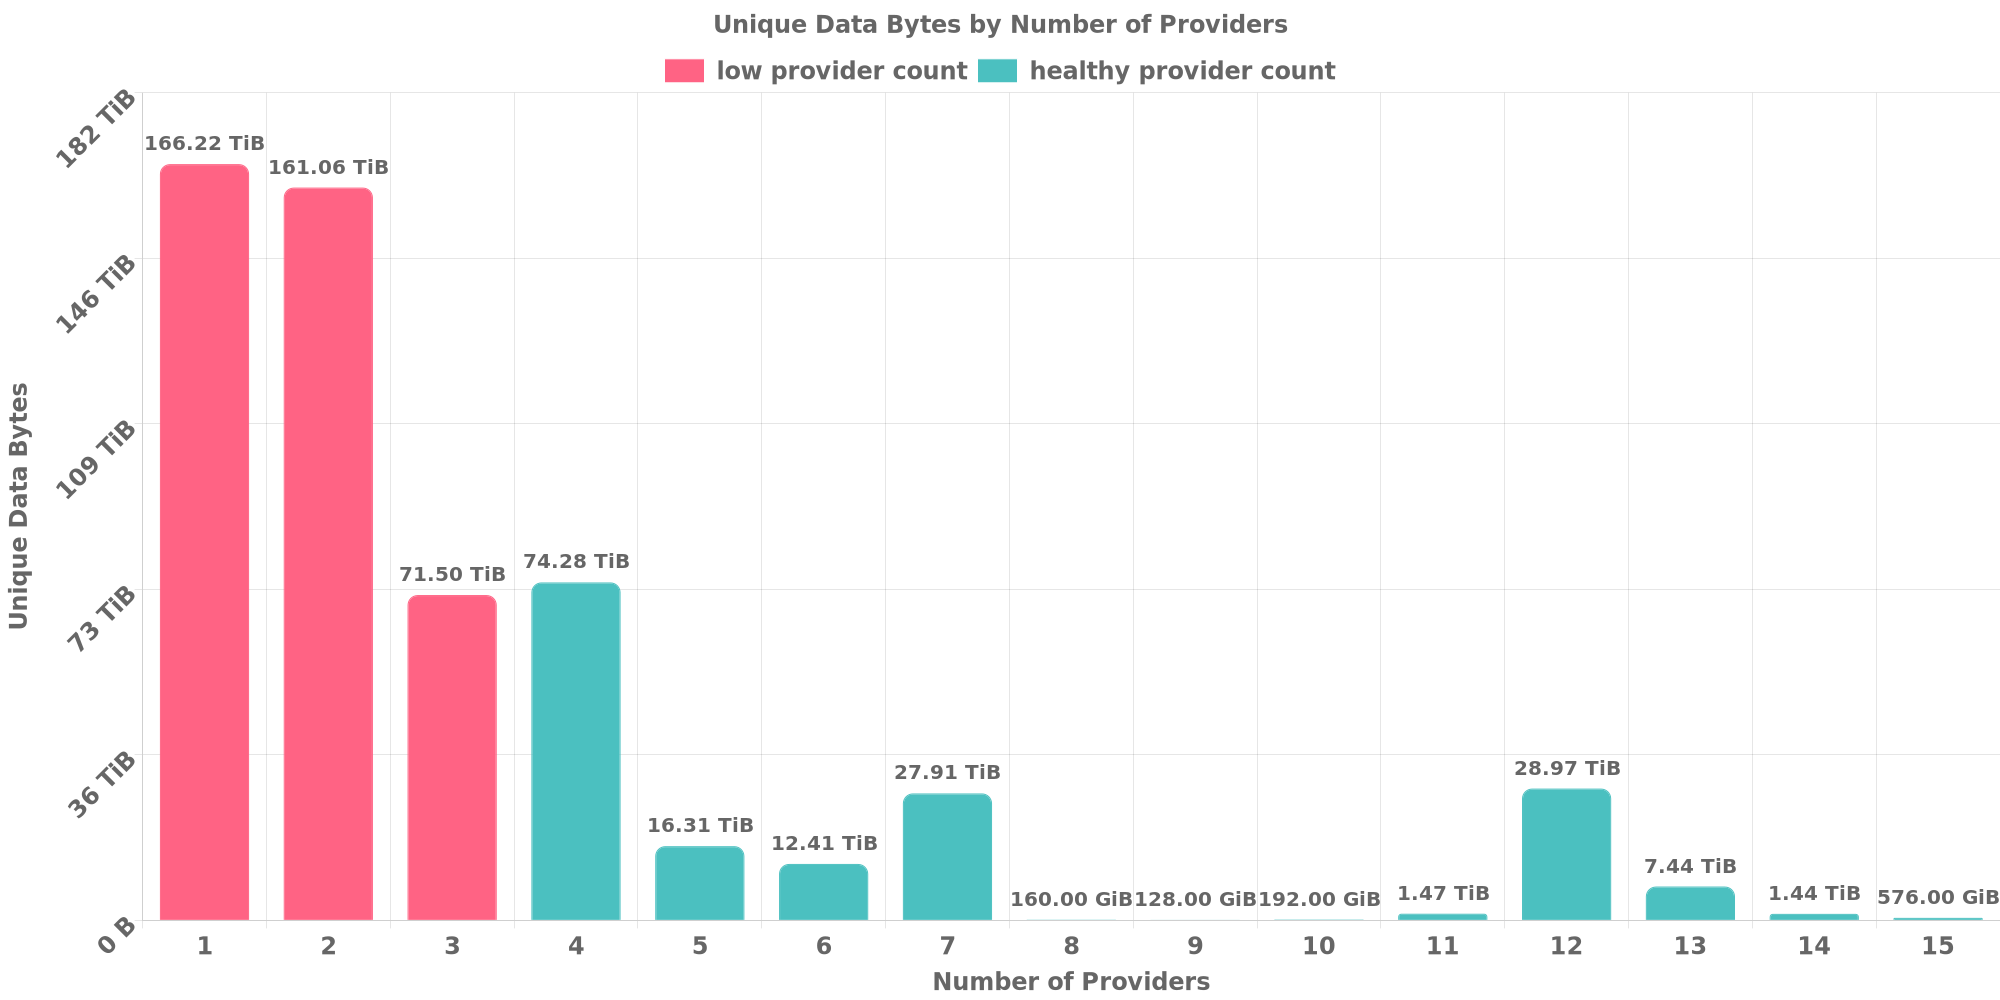 Unique Data Bytes by Number of Providers
low provider count healthy provider count
182 TiB
146 TiB
109 TiB
73 TiB
36 TiB
0 B
Unique Data Bytes
166.22 TiB
161.06 TiB
71.50 TiB
74.28 TiB
16.31 TiB
12.41 TiB
27.91 TiB
160.00 GiB
128.00 GiB
192.00 GiB
1.47 TiB
28.97 TiB
7.44 TiB
1.44 TiB
576.00 GiB
1 2 3 4 5 6 7 8 9 10 11 12 13 14 15
Number of Providers